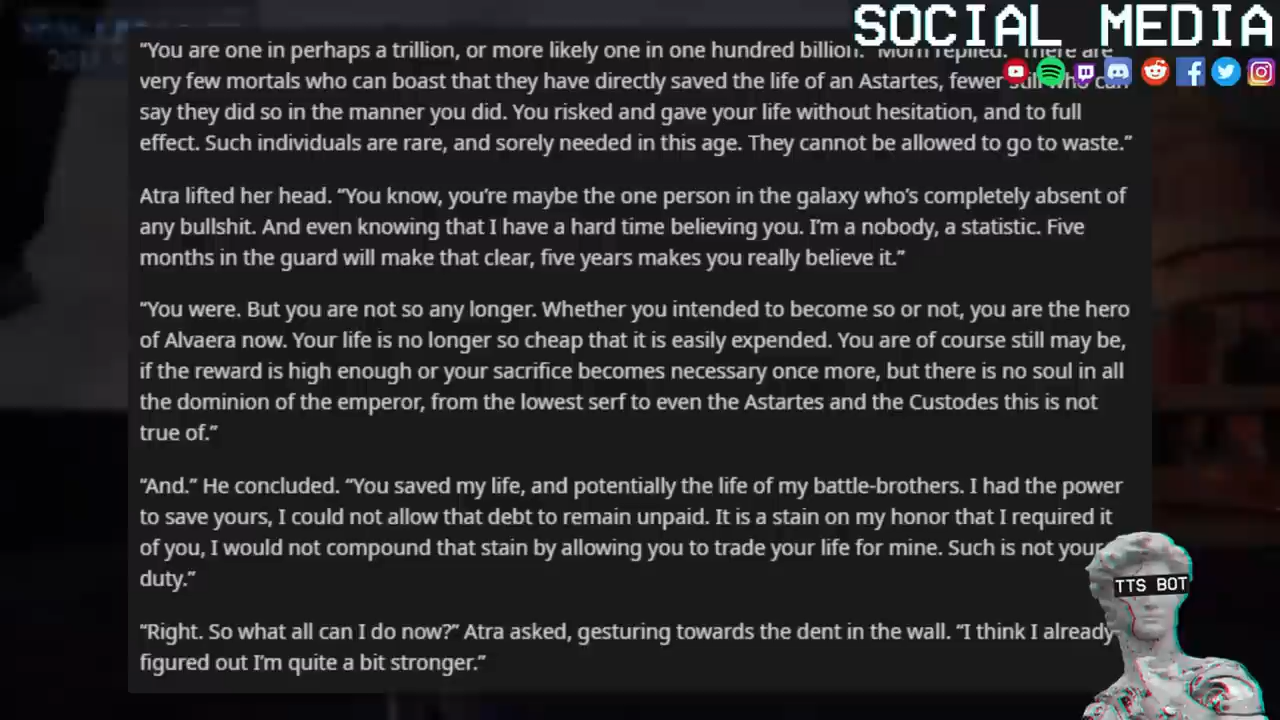 SOCIAL MEDIA
“You are one in perhaps a trillion, or more likely one in one hundred billion.” Morn replied. “There are
very few mortals who can boast that they have directly saved the life of an Astartes, fewer still who can
say they did so in the manner you did. You risked and gave your life without hesitation, and to full
effect. Such individuals are rare, and sorely needed in this age. They cannot be allowed to go to waste.”
Atra lifted her head. “You know, you’re maybe the one person in the galaxy who’s completely absent of
any bullshit. And even knowing that I have a hard time believing you. I’m a nobody, a statistic. Five
months in the guard will make that clear, five years makes you really believe it.”
“You were. But you are not so any longer. Whether you intended to become so or not, you are the hero
of Alvaera now. Your life is no longer so cheap that it is easily expended. You are of course still may be,
if the reward is high enough or your sacrifice becomes necessary once more, but there is no soul in all
the dominion of the emperor, from the lowest serf to even the Astartes and the Custodes this is not
true of.”
“And.” He concluded. “You saved my life, and potentially the life of my battle-brothers. I had the power
to save yours, I could not allow that debt to remain unpaid. It is a stain on my honor that I required it
of you, I would not compound that stain by allowing you to trade your life for mine. Such is not your
duty.”
TTS BOT
“Right. So what all can I do now?” Atra asked, gesturing towards the dent in the wall. “I think I already
figured out I’m quite a bit stronger.”